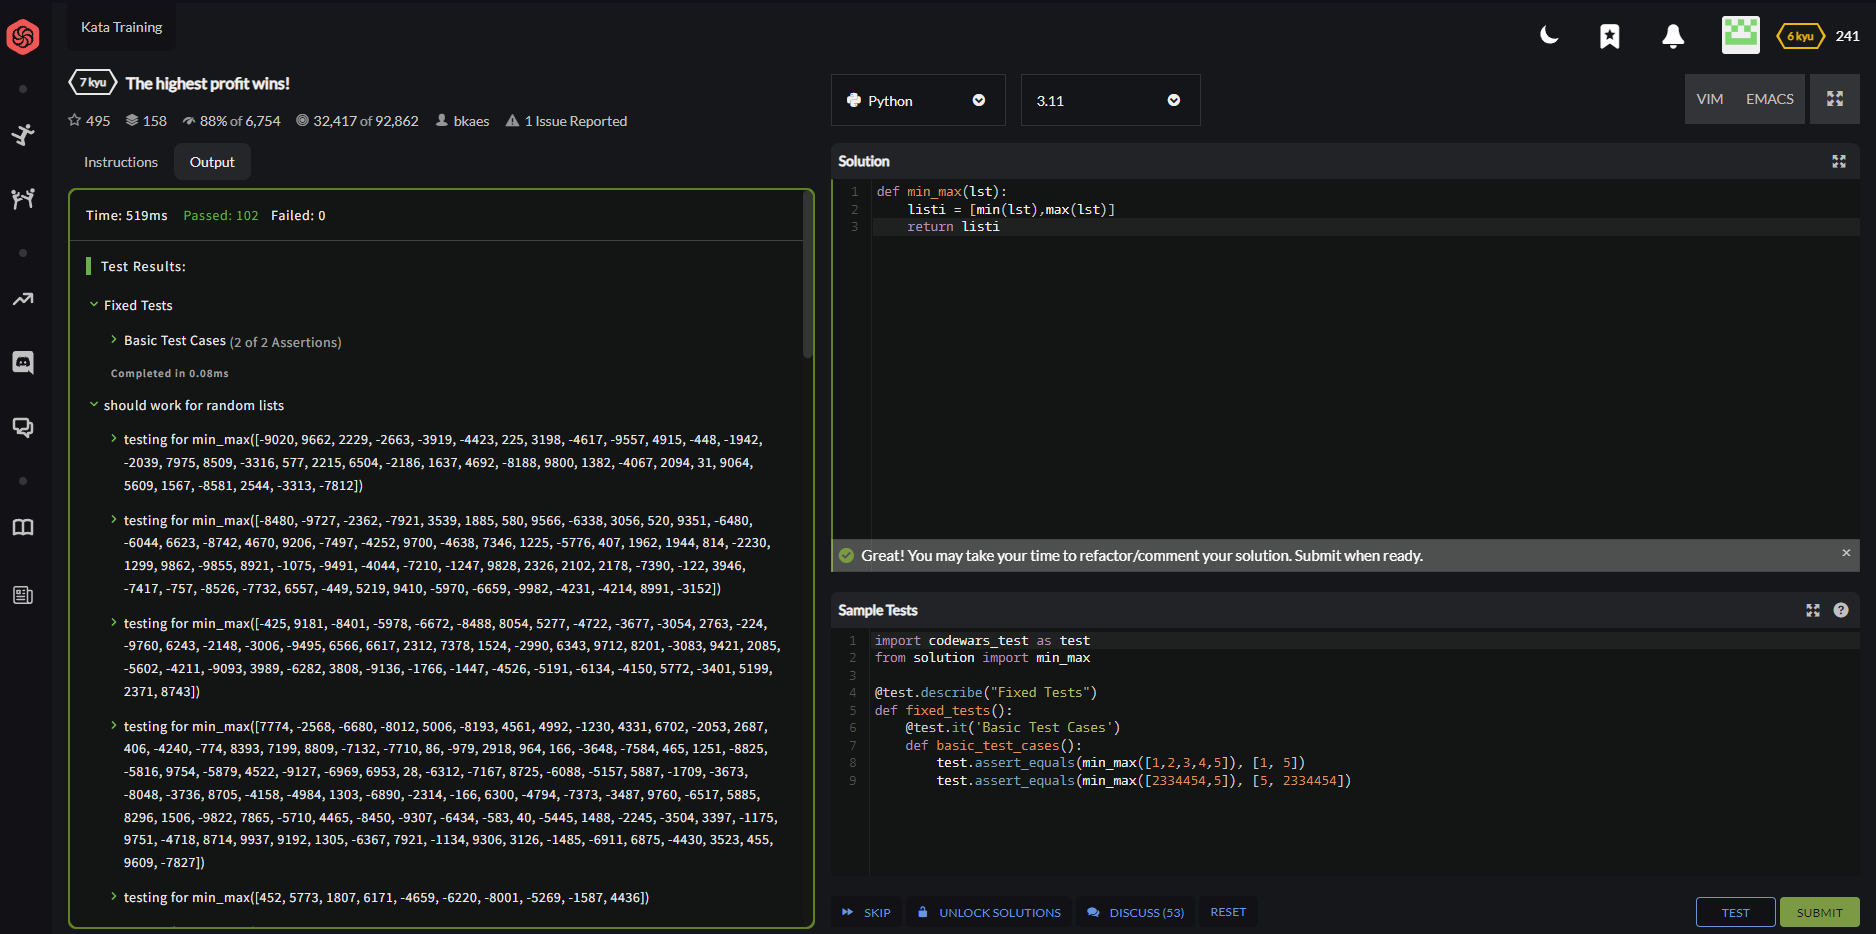 Kata Training
6 kyu 241
7 kyu The highest profit wins!
495 158 88% of 6,754 32,417 of 92,862 bkaes 1 Issue Reported
Python 3.11 VIM EMACS
Instructions Output
Time: 519ms Passed: 102 Failed: 0
Test Results:
Fixed Tests
Basic Test Cases (2 of 2 Assertions)
Completed in 0.08ms
should work for random lists
testing for min_max([-9020, 9662, 2229, -2663, -3919, -4423, 225, 3198, -4617, -9557, 4915, -448, -1942,
-2039, 7975, 8509, -3316, 577, 2215, 6504, -2186, 1637, 4692, -8188, 9800, 1382, -4067, 2094, 31, 9064,
5609, 1567, -8581, 2544, -3313, -7812])
testing for min_max([-8480, -9727, -2362, -7921, 3539, 1885, 580, 9566, -6338, 3056, 520, 9351, -6480,
-6044, 6623, -8742, 4670, 9206, -7497, -4252, 9700, -4638, 7346, 1225, -5776, 407, 1962, 1944, 814, -2230,
1299, 9862, -9855, 8921, -1075, -9491, -4044, -7210, -1247, 9828, 2326, 2102, 2178, -7390, -122, 3946,
-7417, -757, -8526, -7732, 6557, -449, 5219, 9410, -5970, -6659, -9982, -4231, -4214, 8991, -3152])
testing for min_max([-425, 9181, -8401, -5978, -6672, -8488, 8054, 5277, -4722, -3677, -3054, 2763, -224,
-9760, 6243, -2148, -3006, -9495, 6566, 6617, 2312, 7378, 1524, -2990, 6343, 9712, 8201, -3083, 9421, 2085,
-5602, -4211, -9093, 3989, -6282, 3808, -9136, -1766, -1447, -4526, -5191, -6134, -4150, 5772, -3401, 5199,
2371, 8743])
testing for min_max([7774, -2568, -6680, -8012, 5006, -8193, 4561, 4992, -1230, 4331, 6702, -2053, 2687,
406, -4240, -774, 8393, 7199, 8809, -7132, -7710, 86, -979, 2918, 964, 166, -3648, -7584, 465, 1251, -8825,
-5816, 9754, -5879, 4522, -9127, -6969, 6953, 28, -6312, -7167, 8725, -6088, -5157, 5887, -1709, -3673,
-8048, -3736, 8705, -4158, -4984, 1303, -6890, -2314, -166, 6300, -4794, -7373, -3487, 9760, -6517, 5885,
8296, 1506, -9822, 7865, -5710, 4465, -8450, -9307, -6434, -583, 40, -5445, 1488, -2245, -3504, 3397, -1175,
9751, -4718, 8714, 9937, 9192, 1305, -6367, 7921, -1134, 9306, 3126, -1485, -6911, 6875, -4430, 3523, 455,
9609, -7827])
testing for min_max([452, 5773, 1807, 6171, -4659, -6220, -8001, -5269, -1587, 4436])
Solution
1 def min_max(lst):
2 listi = [min(lst),max(lst)]
3 return listi
Great! You may take your time to refactor/comment your solution. Submit when ready.
Sample Tests
1 import codewars_test as test
2 from solution import min_max
3
4 @test.describe("Fixed Tests")
5 def fixed_tests():
6 @test.it('Basic Test Cases')
7 def basic_test_cases():
8 test.assert_equals(min_max([1,2,3,4,5]), [1, 5])
9 test.assert_equals(min_max([2334454,5]), [5, 2334454])
SKIP UNLOCK SOLUTIONS DISCUSS (53) RESET TEST SUBMIT